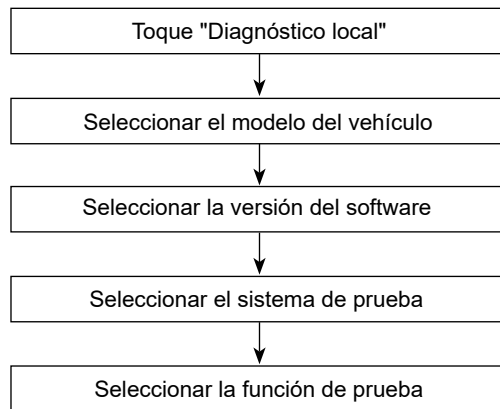 Toque "Diagnóstico local"
Seleccionar el modelo del vehículo
Seleccionar la versión del software
Seleccionar el sistema de prueba
Seleccionar la función de prueba